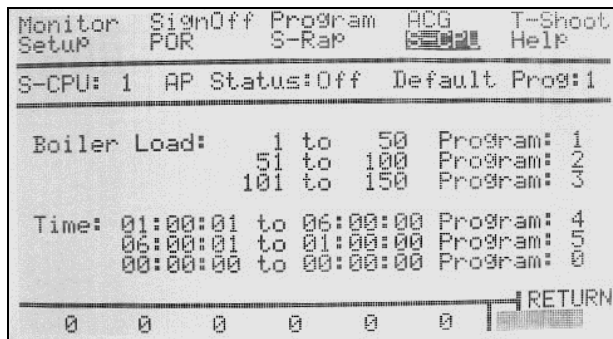 Monitor SignOff Program ACG T-Shoot
Setup POR S-Rap S-CPU Help
S-CPU: 1 AP Status:Off Default Prog:1
Boiler Load: 1 to 50 Program: 1
51 to 100 Program: 2
101 to 150 Program: 3
Time: 01:00:01 to 06:00:00 Program: 4
06:00:01 to 01:00:00 Program: 5
00:00:00 to 00:00:00 Program: 0
RETURN
0 0 0 0 0 0